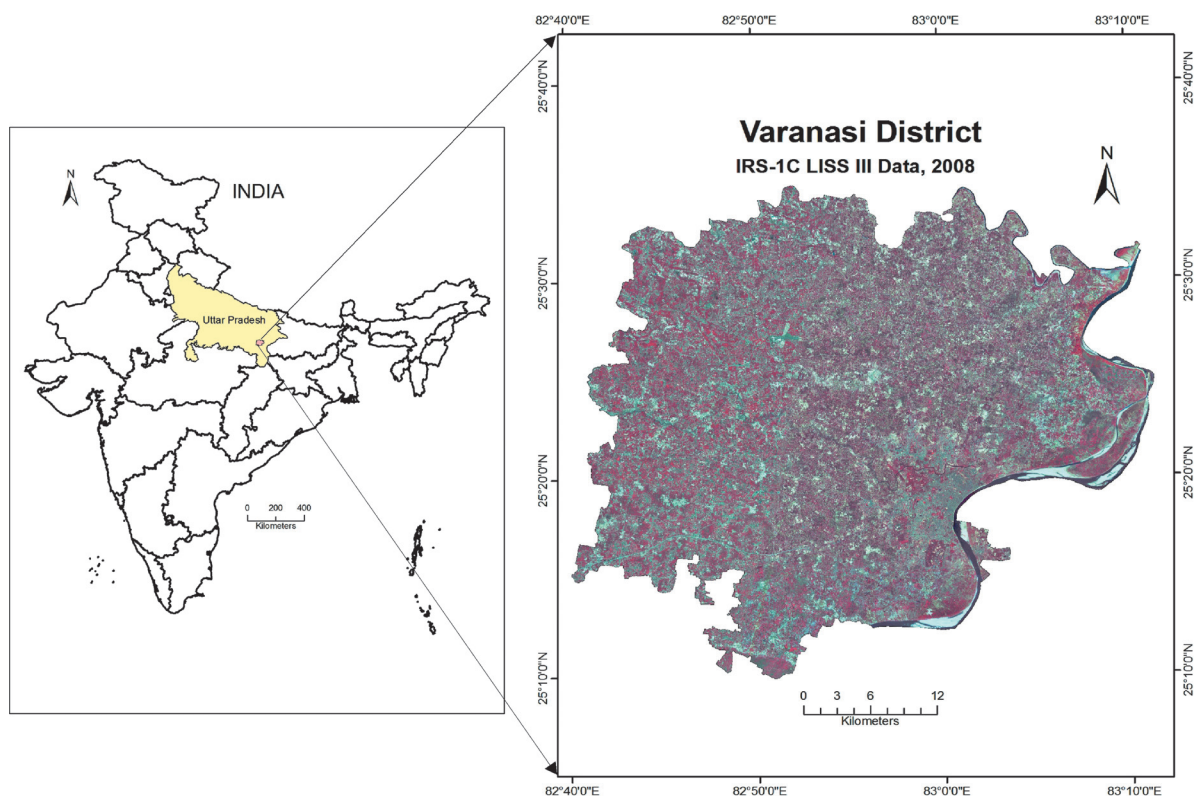 N
INDIA
Uttar Pradesh
0 200 400
Kilometers
82°40'0"E 82°50'0"E 83°0'0"E 83°10'0"E
25°40'0"N
25°30'0"N
25°20'0"N
25°10'0"N
Varanasi District
IRS-1C LISS III Data, 2008
N
0 3 6 12
Kilometers
25°40'0"N
25°30'0"N
25°20'0"N
25°10'0"N
82°40'0"E 82°50'0"E 83°0'0"E 83°10'0"E